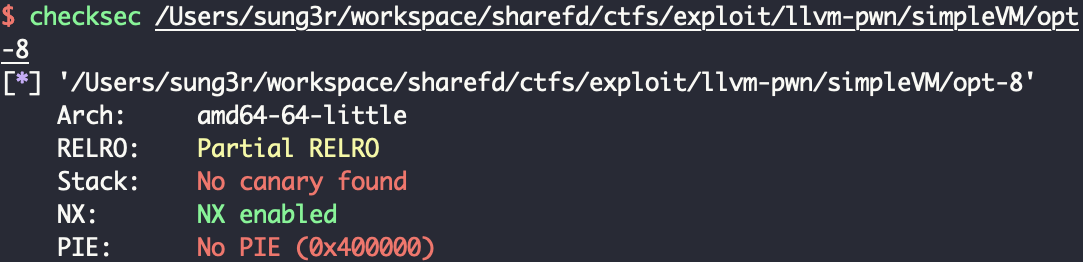 $ checksec /Users/sung3r/workspace/sharefd/ctfs/exploit/llvm-pwn/simpleVM/opt
-8
[*] '/Users/sung3r/workspace/sharefd/ctfs/exploit/llvm-pwn/simpleVM/opt-8'
    Arch:     amd64-64-little
    RELRO:    Partial RELRO
    Stack:    No canary found
    NX:       NX enabled
    PIE:      No PIE (0x400000)